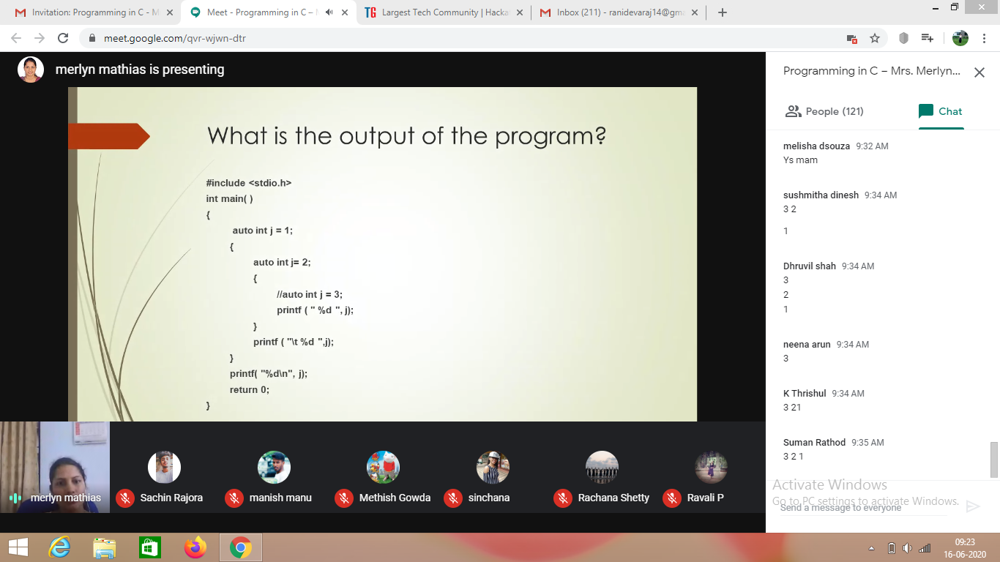 Invitation: Programming in C - M
Meet - Programming in C –
Largest Tech Community | Hacka
Inbox (211) - ranidevaraj14@gm
meet.google.com/qvr-wjwn-dtr
merlyn mathias is presenting
What is the output of the program?
#include <stdio.h>
int main( )
{
auto int j = 1;
{
auto int j= 2;
{
//auto int j = 3;
printf ( " %d ", j);
}
printf ( "\t %d ",j);
}
printf( "%d\n", j);
return 0;
}
merlyn mathias
Sachin Rajora
manish manu
Methish Gowda
sinchana
Rachana Shetty
Ravali P
Programming in C – Mrs. Merlyn...
People (121)
Chat
melisha dsouza 9:32 AM
Ys mam
sushmitha dinesh 9:34 AM
3 2
1
Dhruvil shah 9:34 AM
3
2
1
neena arun 9:34 AM
3
K Thrishul 9:34 AM
3 21
Suman Rathod 9:35 AM
3 2 1
Activate Windows
Go to PC settings to activate Windows.
Send a message to everyone
09:23
16-06-2020